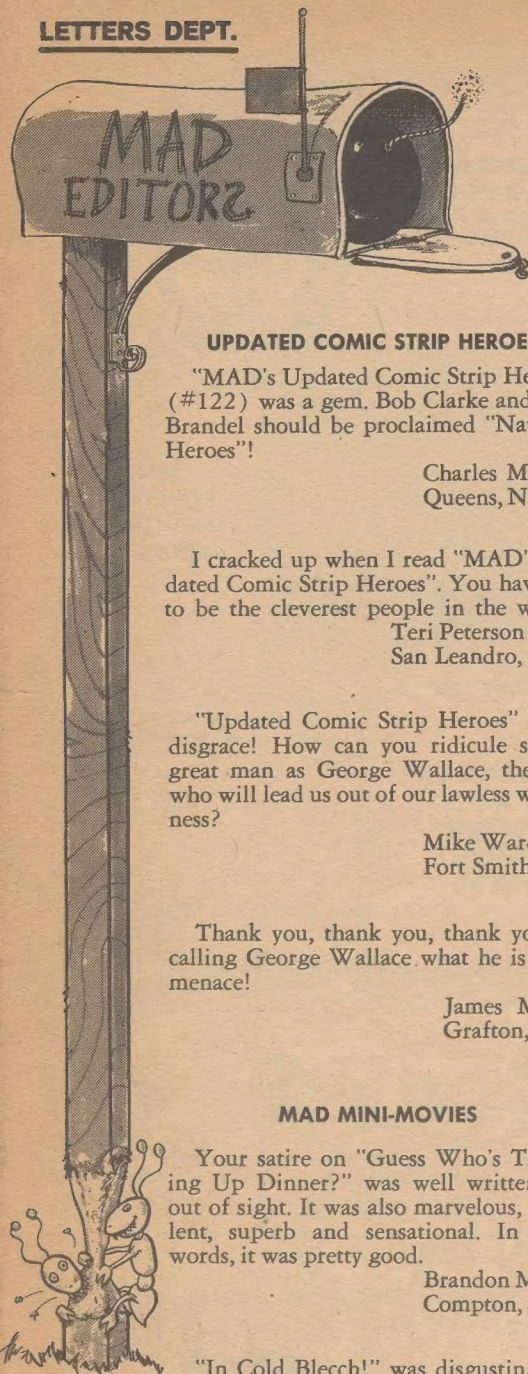 LETTERS DEPT.
MAD
EDITORS
UPDATED COMIC STRIP HEROE
"MAD's Updated Comic Strip He
(#122) was a gem. Bob Clarke and
Brandel should be proclaimed "Na
Heroes"!
Charles M
Queens, N
I cracked up when I read "MAD'
dated Comic Strip Heroes". You hav
to be the cleverest people in the w
Teri Peterson
San Leandro,
"Updated Comic Strip Heroes"
disgrace! How can you ridicule s
great man as George Wallace, the
who will lead us out of our lawless w
ness?
Mike War
Fort Smith
Thank you, thank you, thank yo
calling George Wallace what he is
menace!
James M
Grafton,
MAD MINI-MOVIES
Your satire on "Guess Who's T
ing Up Dinner?" was well written
out of sight. It was also marvelous,
lent, superb and sensational. In
words, it was pretty good.
Brandon M
Compton,
"In Cold Blecch!" was disgustin